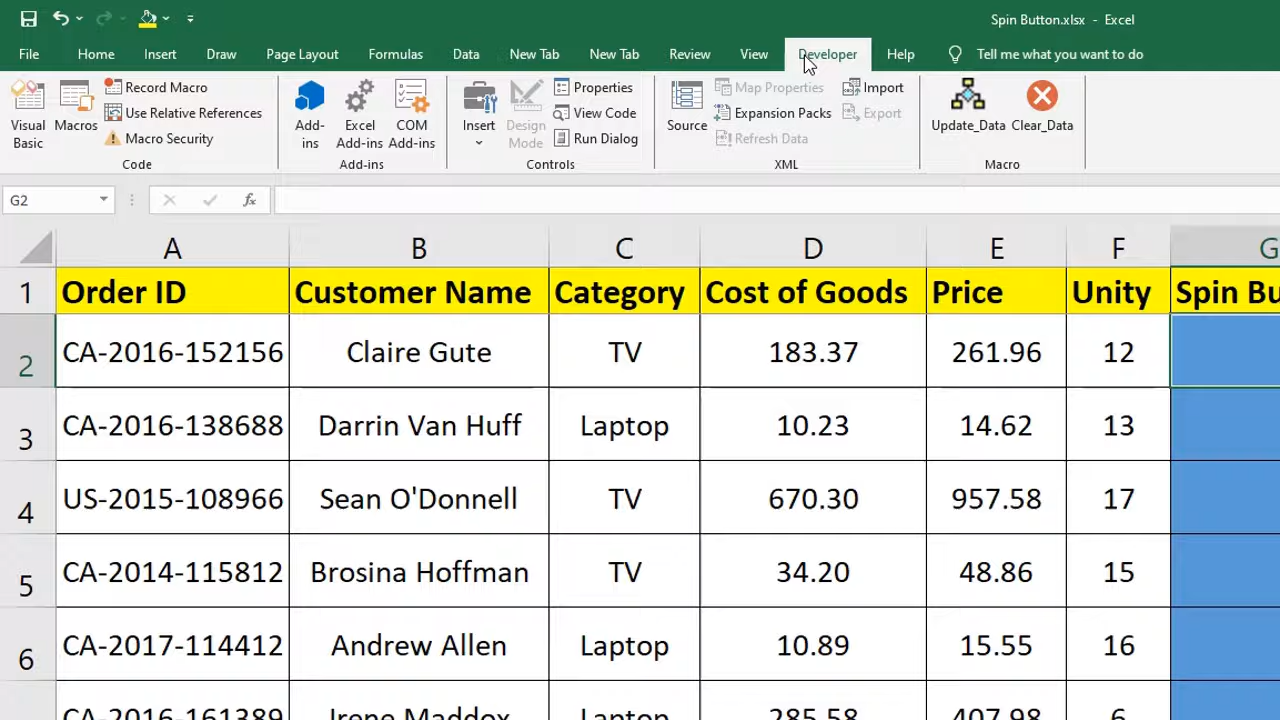 Spin Button.xlsx - Excel
File Home Insert Draw Page Layout Formulas Data New Tab New Tab Review View Developer Help Tell me what you want to do
Visual Basic
Macros
Record Macro
Use Relative References
Macro Security
Code
Add-ins
Excel Add-ins
COM Add-ins
Add-ins
Insert
Design Mode
Properties
View Code
Run Dialog
Controls
Source
Map Properties
Expansion Packs
Refresh Data
Import
Export
XML
Update_Data
Clear_Data
Macro
G2 fx
A B C D E F G
1 Order ID Customer Name Category Cost of Goods Price Unity Spin Bu
2 CA-2016-152156 Claire Gute TV 183.37 261.96 12
3 CA-2016-138688 Darrin Van Huff Laptop 10.23 14.62 13
4 US-2015-108966 Sean O'Donnell TV 670.30 957.58 17
5 CA-2014-115812 Brosina Hoffman TV 34.20 48.86 15
6 CA-2017-114412 Andrew Allen Laptop 10.89 15.55 16
CA-2016-161389 Irene Maddox Laptop 285.58 407.98 6